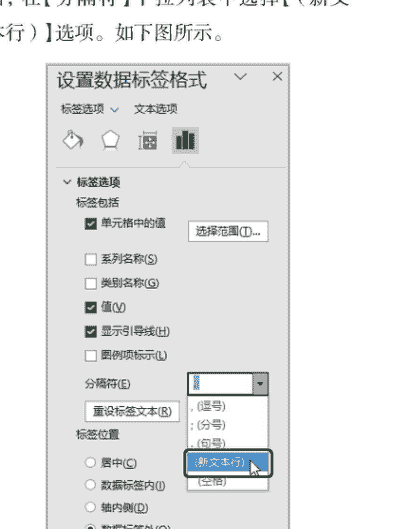 在【分隔符】下拉列表中选择【（新文
本行）】选项。如下图所示。
设置数据标签格式
标签选项 文本选项
标签选项
标签包括
单元格中的值
选择范围(T)...
系列名称(S)
类别名称(G)
值(V)
显示引导线(H)
图例项标示(L)
分隔符(E)
, (逗号)
重设标签文本(R)
; (分号)
. (句号)
标签位置
(新文本行)
居中(C)
(空格)
数据标签内(I)
轴内侧(D)
数据标签外(O)